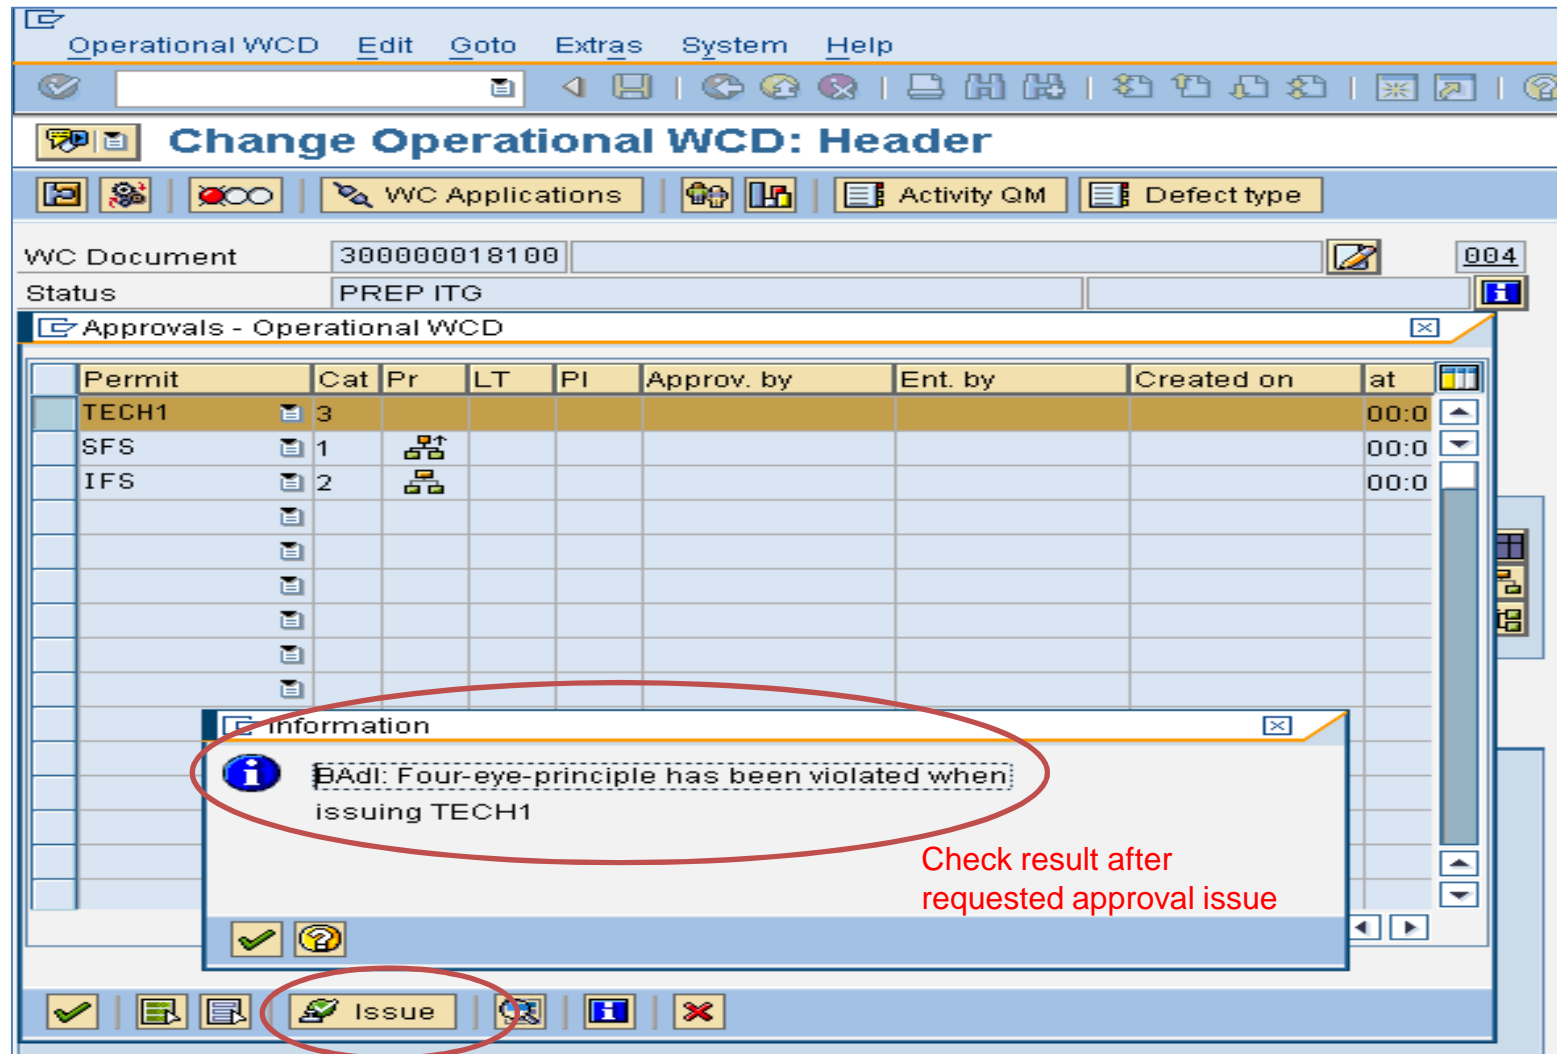 Operational WCD Edit Goto Extras System Help
Change Operational WCD: Header
WC Applications Activity QM Defect type
WC Document 300000018100 004
Status PREP ITG
Approvals - Operational WCD
Permit Cat Pr LT Pl Approv. by Ent. by Created on at
TECH1 3 00:0
SFS 1 00:0
IFS 2 00:0
Information
BAdI: Four-eye-principle has been violated when
issuing TECH1
Check result after
requested approval issue
Issue